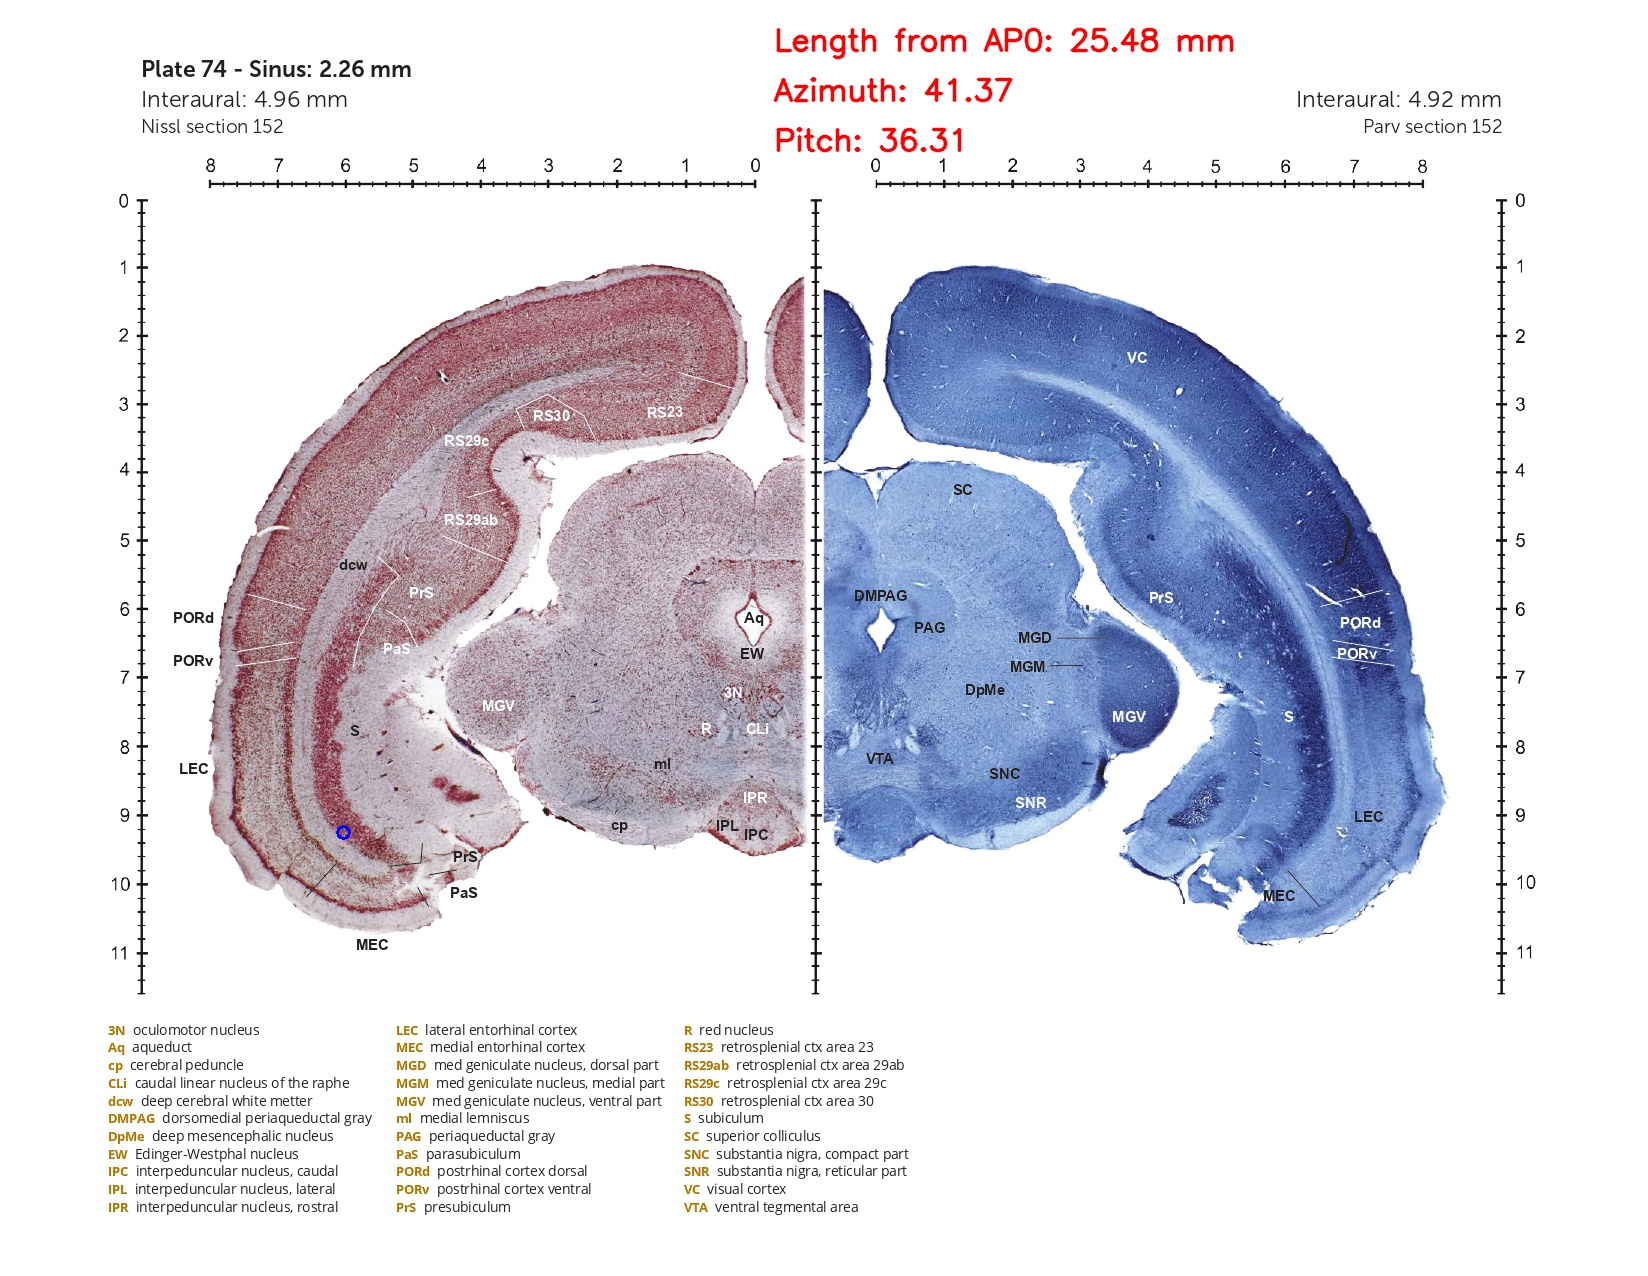 Length from AP0: 25.48 mm
Plate 74 - Sinus: 2.26 mm
Azimuth: 41.37
Interaural: 4.96 mm
Interaural: 4.92 mm
Nissl section 152
Parv section 152
Pitch: 36.31
8 7 6 5 4 3 2 1 0
0 1 2 3 4 5 6 7 8
0
0
1
1
2
2
VC
3
3
RS30
RS23
RS29c
4
4
SC
RS29ab
5
5
dcw
PrS
DMPAG
PrS
6
6
PORd
Aq
PAG
PORd
MGD
PaS
EW
PORv
PORv
MGM
7
7
3N
DpMe
MGV
MGV
S
S
R
CLi
8
8
VTA
LEC
ml
SNC
IPR
SNR
9
9
cp
IPL
IPC
LEC
PrS
10
10
PaS
MEC
MEC
11
11
3N oculomotor nucleus
Aq aqueduct
cp cerebral peduncle
CLi caudal linear nucleus of the raphe
dcw deep cerebral white metter
DMPAG dorsomedial periaqueductal gray
DpMe deep mesencephalic nucleus
EW Edinger-Westphal nucleus
IPC interpeduncular nucleus, caudal
IPL interpeduncular nucleus, lateral
IPR interpeduncular nucleus, rostral
LEC lateral entorhinal cortex
MEC medial entorhinal cortex
MGD med geniculate nucleus, dorsal part
MGM med geniculate nucleus, medial part
MGV med geniculate nucleus, ventral part
ml medial lemniscus
PAG periaqueductal gray
PaS parasubiculum
PORd postrhinal cortex dorsal
PORv postrhinal cortex ventral
PrS presubiculum
R red nucleus
RS23 retrosplenial ctx area 23
RS29ab retrosplenial ctx area 29ab
RS29c retrosplenial ctx area 29c
RS30 retrosplenial ctx area 30
S subiculum
SC superior colliculus
SNC substantia nigra, compact part
SNR substantia nigra, reticular part
VC visual cortex
VTA ventral tegmental area